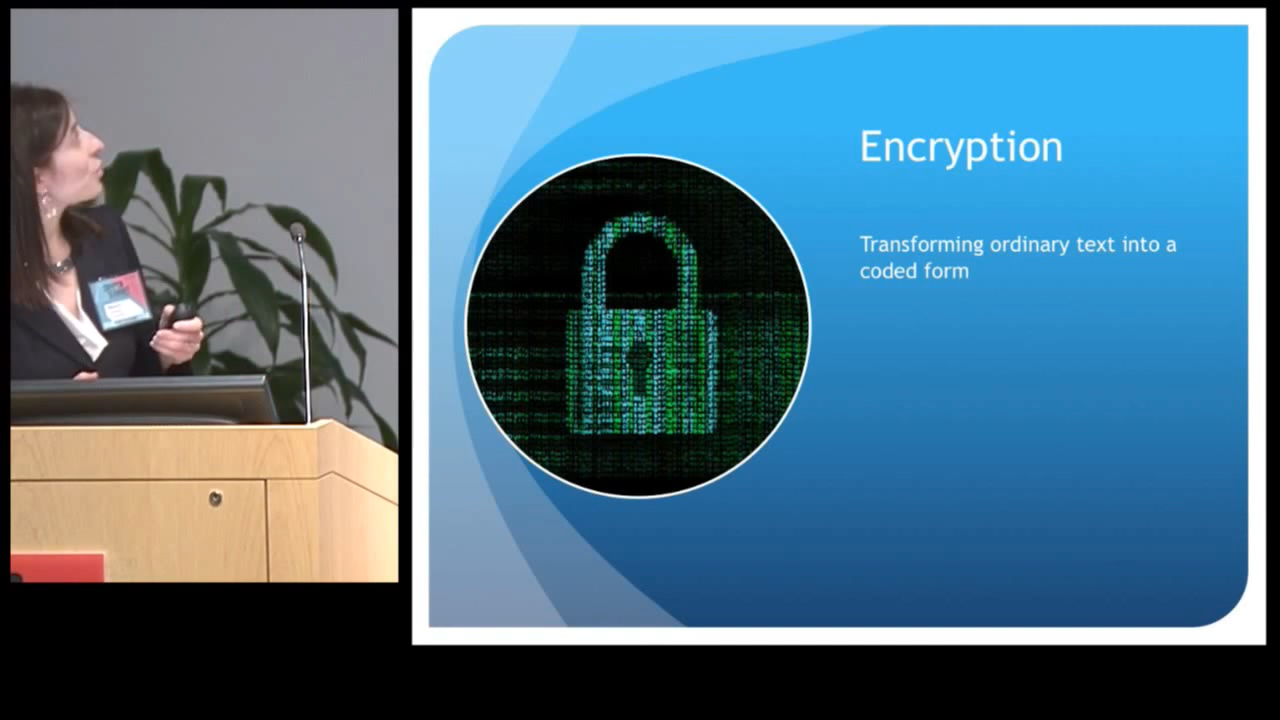 Encryption
Transforming ordinary text into a
coded form